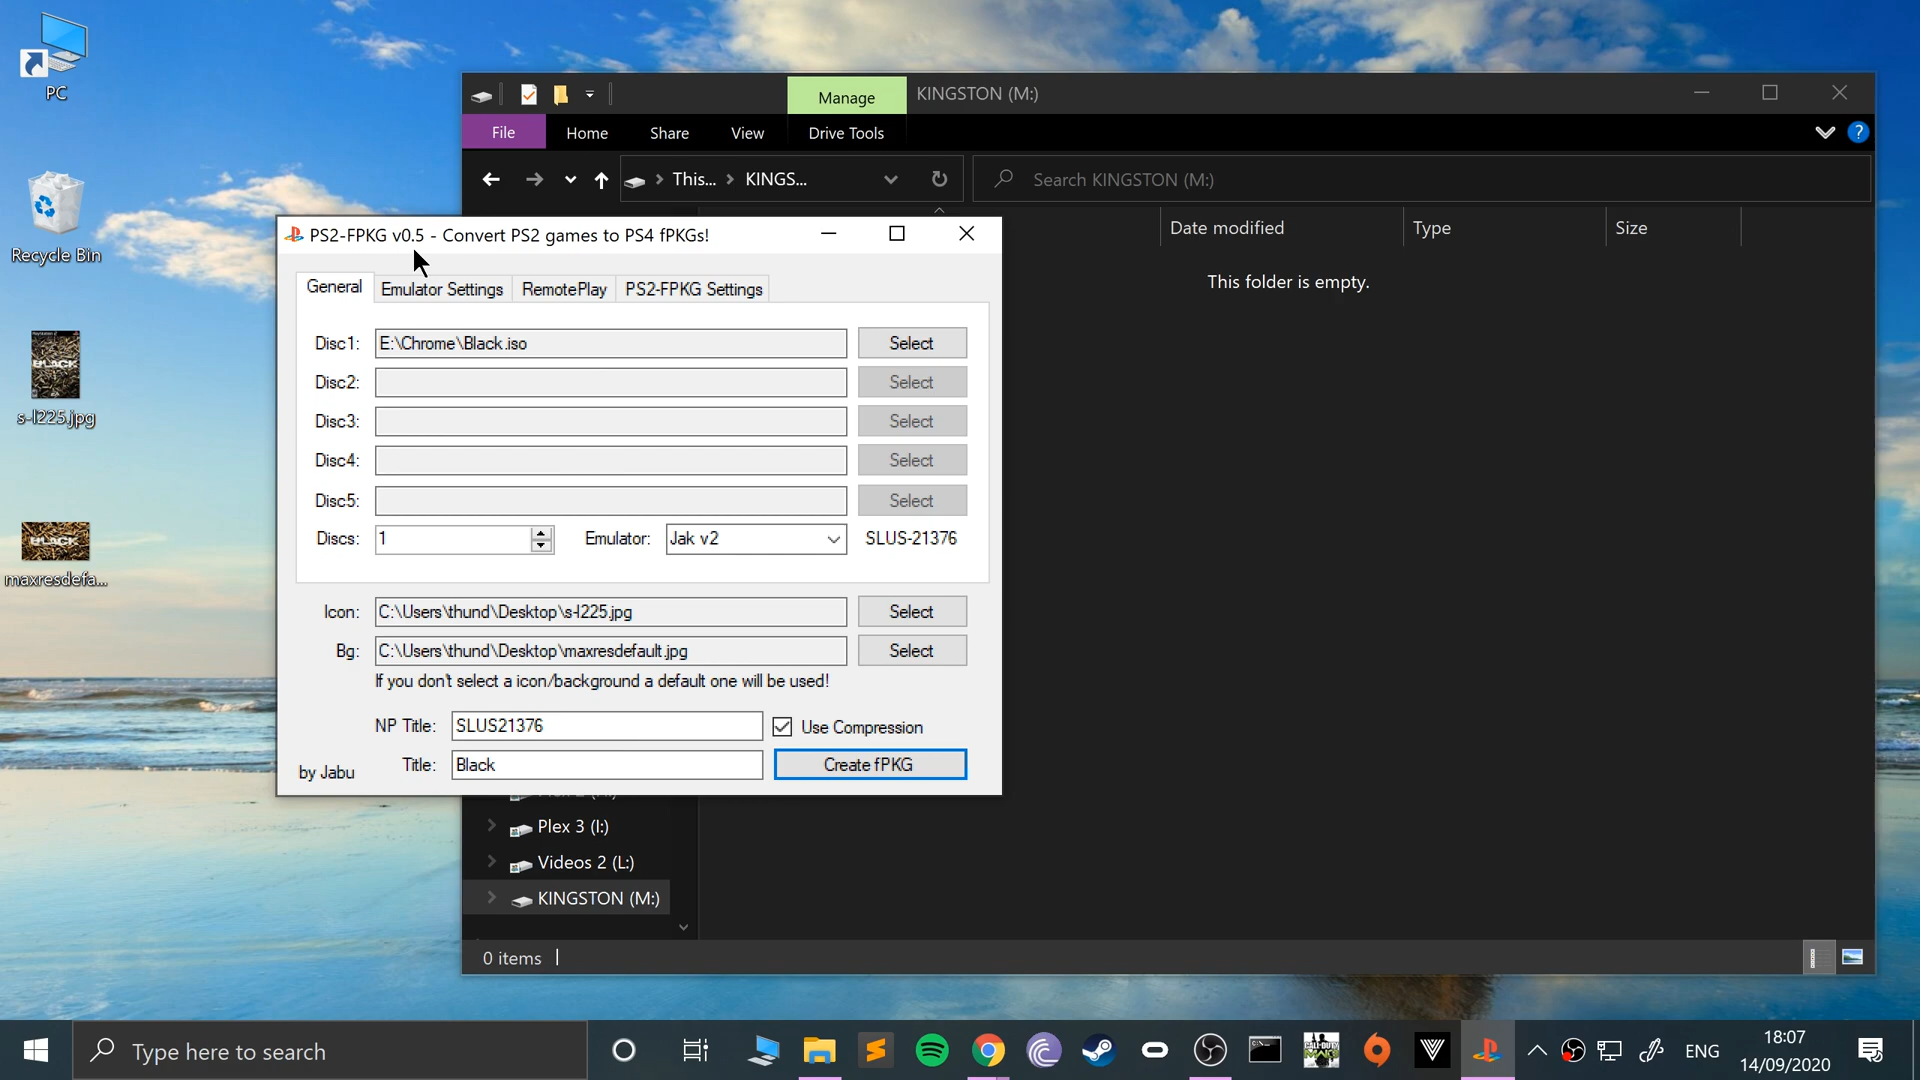 PC
Recycle Bin
s-l225.jpg
BLACK
maxresdefa...
Manage
KINGSTON (M:)
File
Home
Share
View
Drive Tools
This...
KINGS...
Search KINGSTON (M:)
Date modified
Type
Size
This folder is empty.
PS2-FPKG v0.5 - Convert PS2 games to PS4 fPKGs!
General
Emulator Settings
RemotePlay
PS2-FPKG Settings
Disc1:
E:\Chrome\Black.iso
Select
Disc2:
Select
Disc3:
Select
Disc4:
Select
Disc5:
Select
Discs:
1
Emulator:
Jak v2
SLUS-21376
Icon:
C:\Users\thund\Desktop\s-l225.jpg
Select
Bg:
C:\Users\thund\Desktop\maxresdefault.jpg
Select
If you don't select a icon/background a default one will be used!
NP Title:
SLUS21376
Use Compression
by Jabu
Title:
Black
Create fPKG
Plex 3 (I:)
Videos 2 (L:)
KINGSTON (M:)
0 items
Type here to search
ENG
18:07
14/09/2020